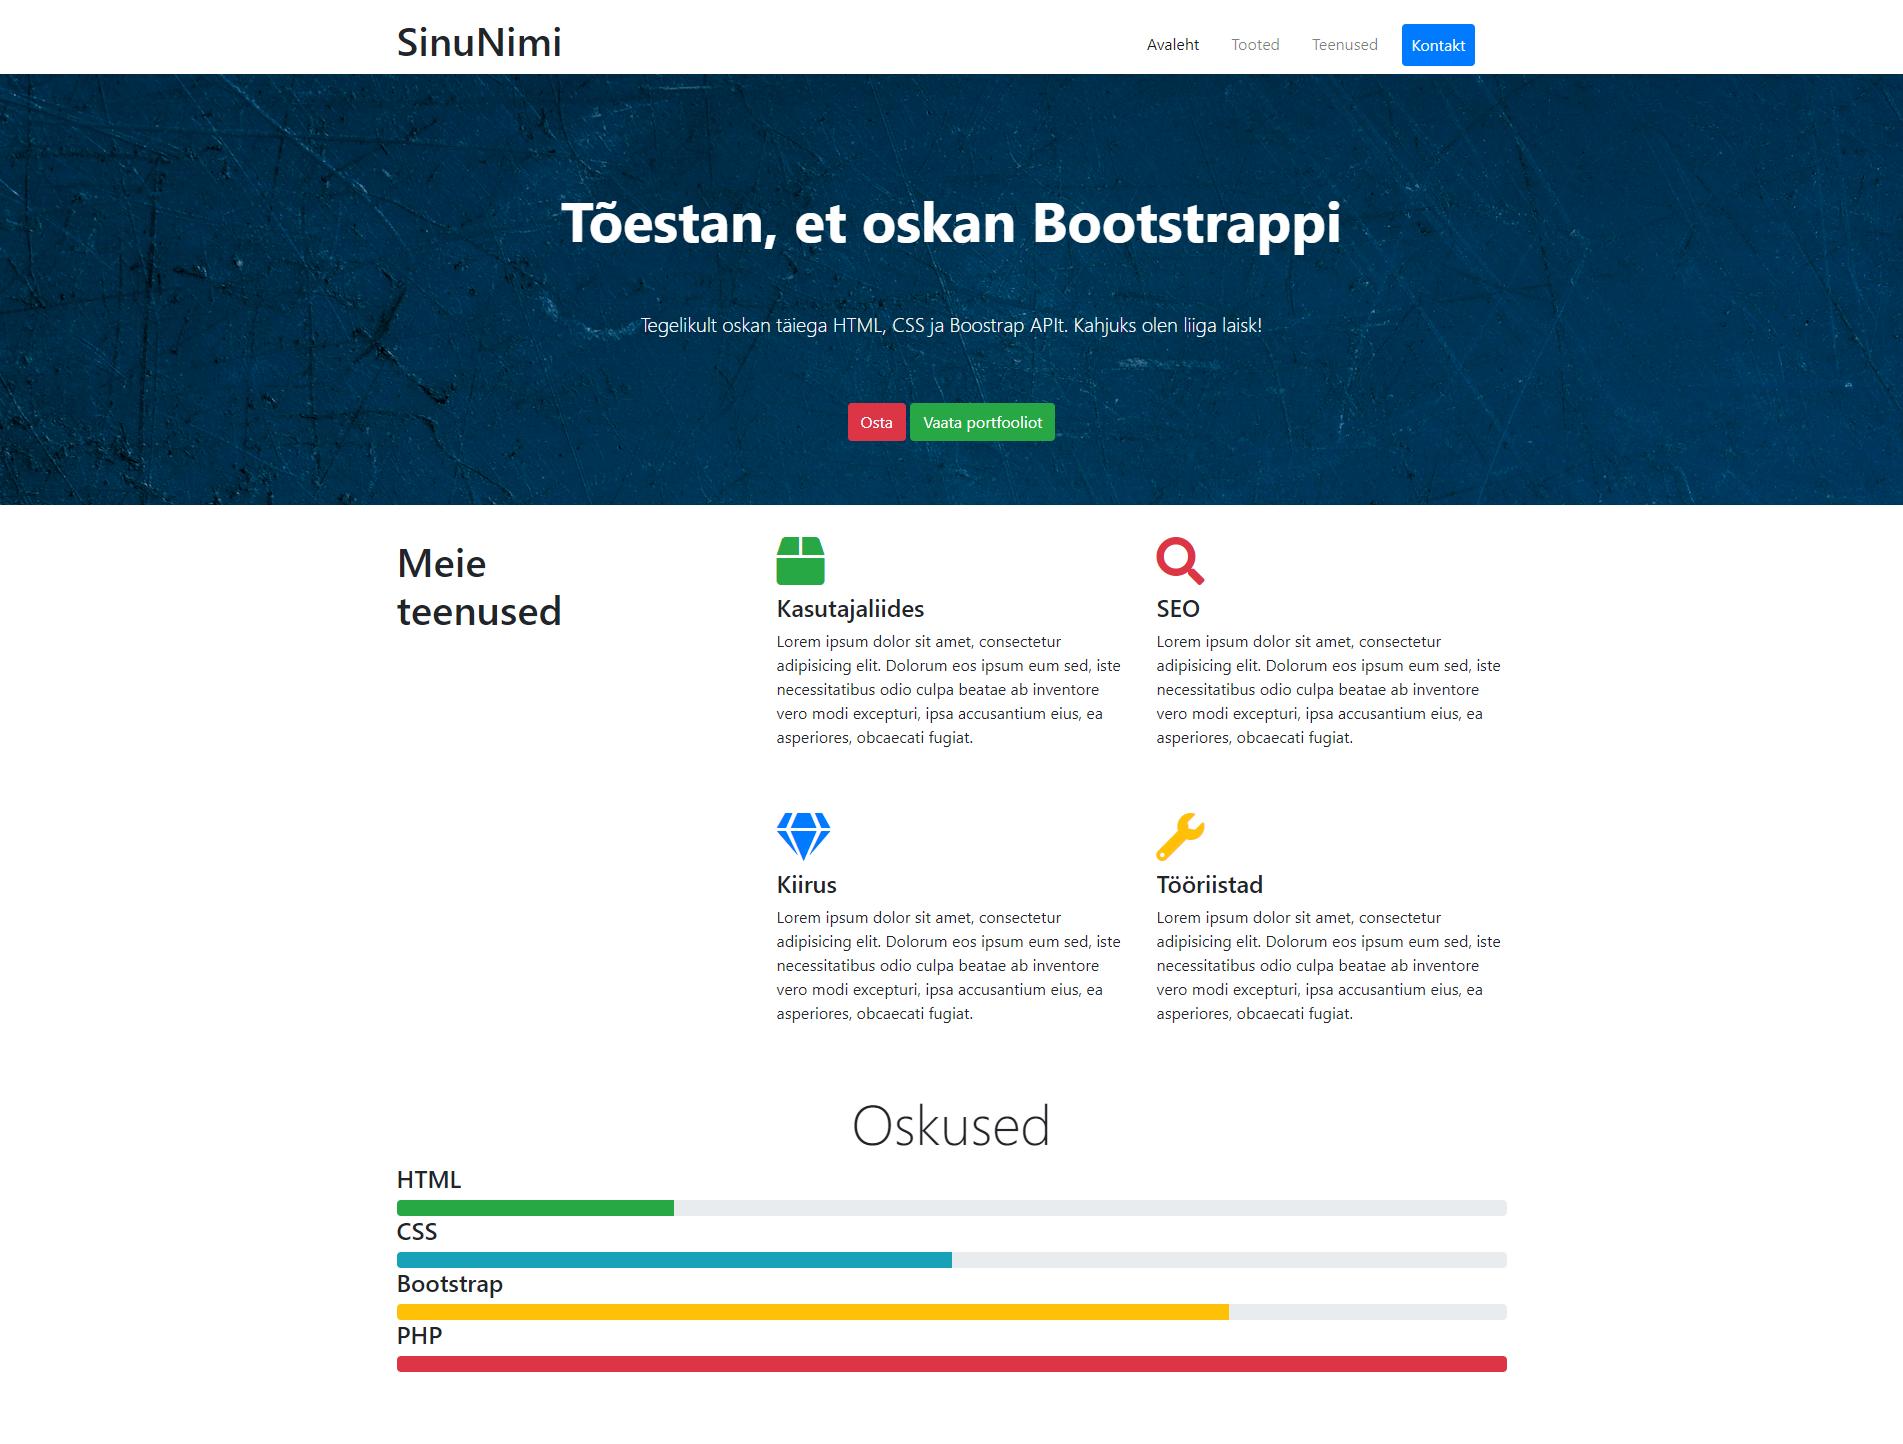 SinuNimi
Avaleht Tooted Teenused Kontakt
Tõestan, et oskan Bootstrappi
Tegelikult oskan täiega HTML, CSS ja Boostrap APIt. Kahjuks olen liiga laisk!
Osta Vaata portfooliot
Meie
teenused
Kasutajaliides
Lorem ipsum dolor sit amet, consectetur
adipisicing elit. Dolorum eos ipsum eum sed, iste
necessitatibus odio culpa beatae ab inventore
vero modi excepturi, ipsa accusantium eius, ea
asperiores, obcaecati fugiat.
SEO
Lorem ipsum dolor sit amet, consectetur
adipisicing elit. Dolorum eos ipsum eum sed, iste
necessitatibus odio culpa beatae ab inventore
vero modi excepturi, ipsa accusantium eius, ea
asperiores, obcaecati fugiat.
Kiirus
Lorem ipsum dolor sit amet, consectetur
adipisicing elit. Dolorum eos ipsum eum sed, iste
necessitatibus odio culpa beatae ab inventore
vero modi excepturi, ipsa accusantium eius, ea
asperiores, obcaecati fugiat.
Tööriistad
Lorem ipsum dolor sit amet, consectetur
adipisicing elit. Dolorum eos ipsum eum sed, iste
necessitatibus odio culpa beatae ab inventore
vero modi excepturi, ipsa accusantium eius, ea
asperiores, obcaecati fugiat.
Oskused
HTML
CSS
Bootstrap
PHP